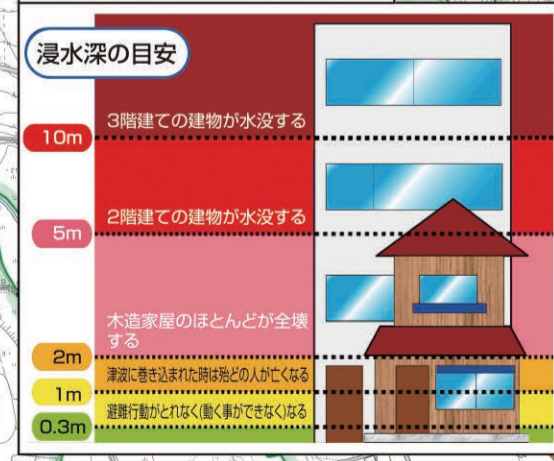 浸水深の目安
3階建ての建物が水没する
10m
2階建ての建物が水没する
5m
木造家屋のほとんどが全壊
する
2m
津波に巻き込まれた時は殆どの人が亡くなる
1m
避難行動がとれなく(動く事ができなく)なる
0.3m